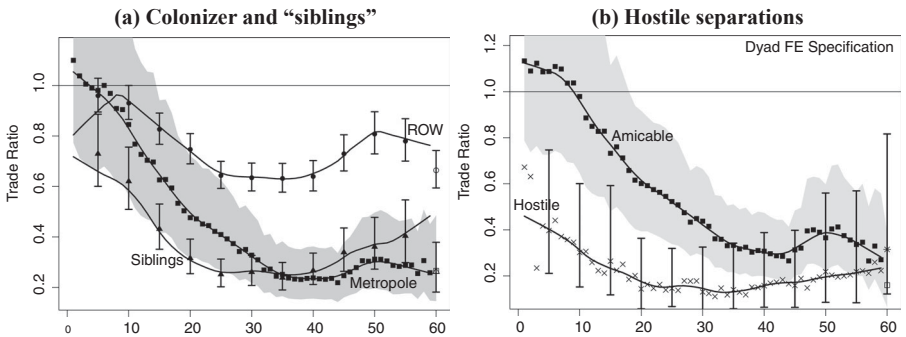 (a) Colonizer and “siblings”
Trade Ratio
0.2 0.4 0.6 0.8 1.0
ROW
Siblings
Metropole
0 10 20 30 40 50 60
(b) Hostile separations
Dyad FE Specification
Trade Ratio
0.2 0.4 0.6 0.8 1.0 1.2
Amicable
Hostile
0 10 20 30 40 50 60